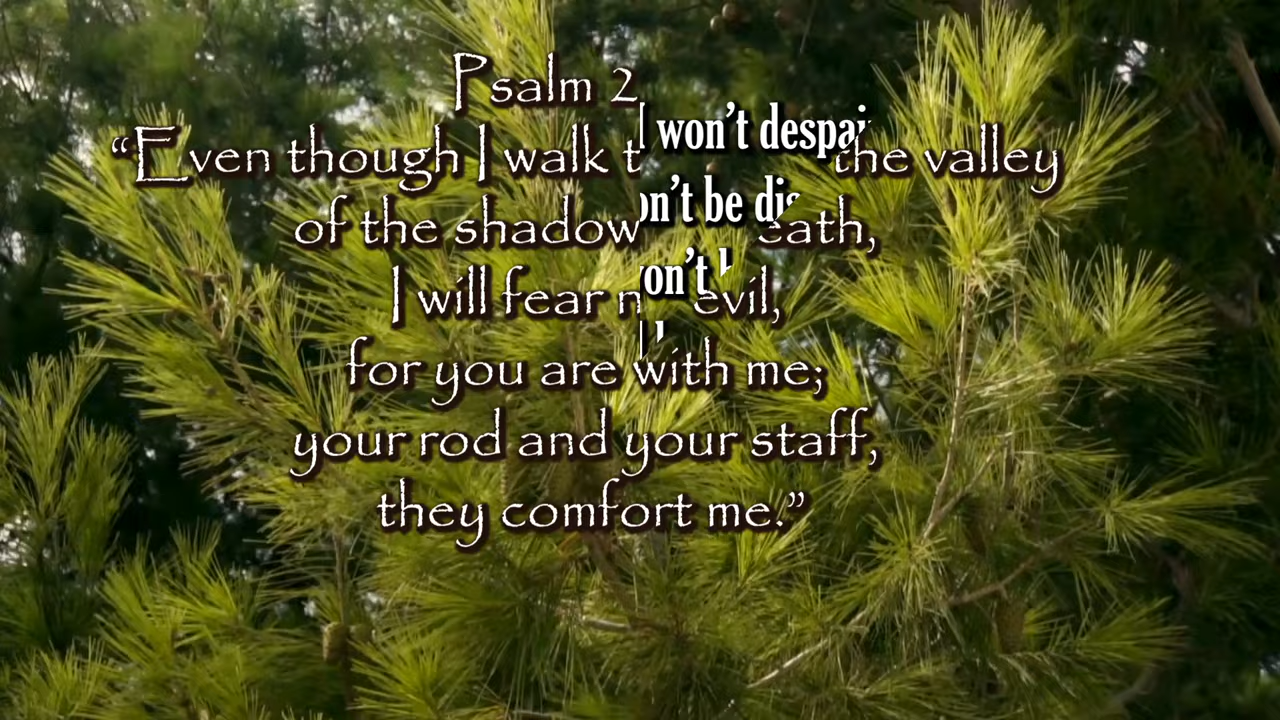 Psalm 2
I won't despai
“Even though I walk t the valley
on't be dis
of the shadow eath,
on't
I will fear n evil,
for you are with me;
your rod and your staff,
they comfort me.”